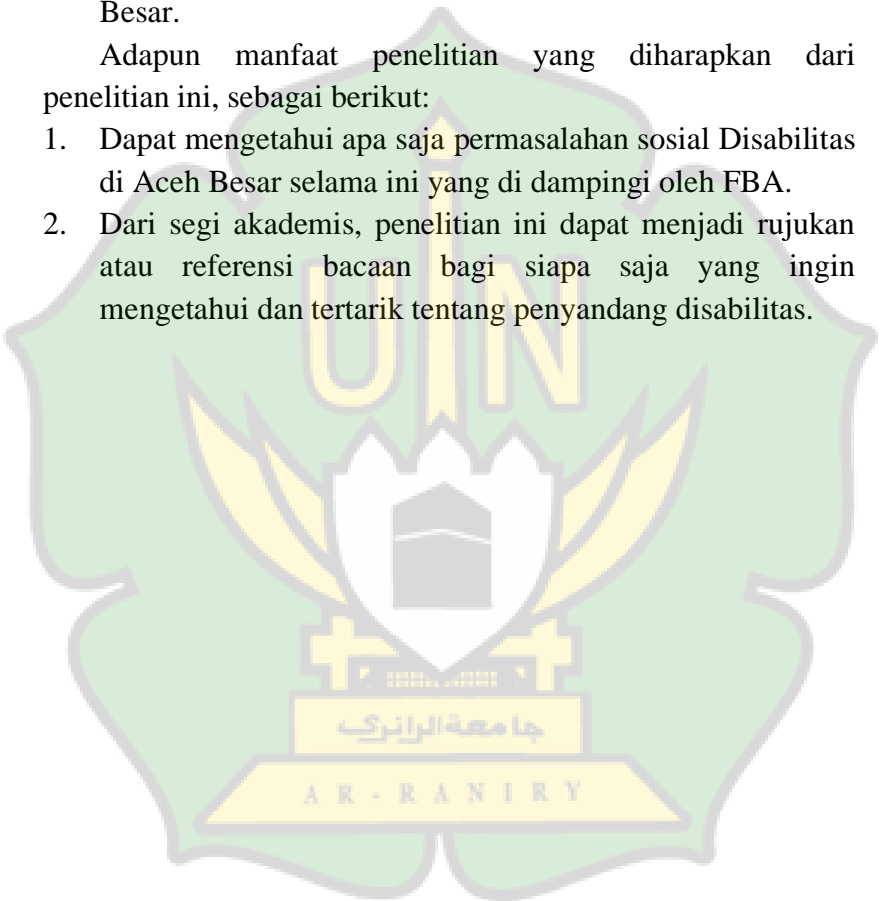 Besar.
Adapun manfaat penelitian yang diharapkan dari
penelitian ini, sebagai berikut:
1. Dapat mengetahui apa saja permasalahan sosial Disabilitas
di Aceh Besar selama ini yang di dampingi oleh FBA.
2. Dari segi akademis, penelitian ini dapat menjadi rujukan
atau referensi bacaan bagi siapa saja yang ingin
mengetahui dan tertarik tentang penyandang disabilitas.
UIN
جامعة الرانري
AR-RANIRY